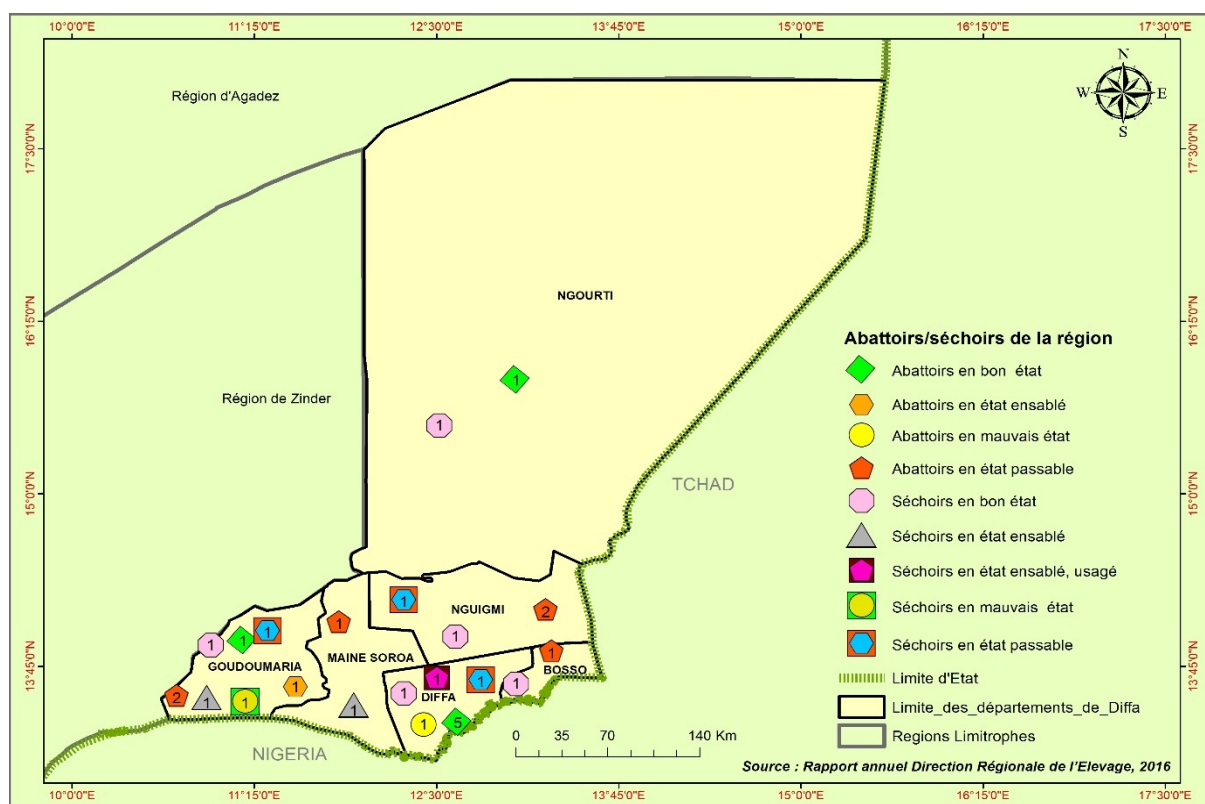 10°0'0"E 11°15'0"E 12°30'0"E 13°45'0"E 15°0'0"E 16°15'0"E 17°30'0"E
Région d'Agadez
N
W E
S
17°30'0"N 17°30'0"N
NGOURTI
16°15'0"N 16°15'0"N
Abattoirs/séchoirs de la région
1 1 Abattoirs en bon état
Région de Zinder
Abattoirs en état ensablé
1
Abattoirs en mauvais état
Abattoirs en état passable
TCHAD
15°0'0"N 15°0'0"N
Séchoirs en bon état
Séchoirs en état ensablé
Séchoirs en état ensablé, usagé
1 NGUIGMI 2
Séchoirs en mauvais état
1 1 1 1 1
Séchoirs en état passable
GOUDOUMARIA MAINE SOROA BOSSO 1
13°45'0"N 13°45'0"N
Limite d'Etat
2 1 1 1 1 1 DIFFA 1 1 1
Limite_des_départements_de_Diffa
1 5
NIGERIA
0 35 70 140 Km
Regions Limitrophes
Source : Rapport annuel Direction Régionale de l'Elevage, 2016
10°0'0"E 11°15'0"E 12°30'0"E 13°45'0"E 15°0'0"E 16°15'0"E 17°30'0"E